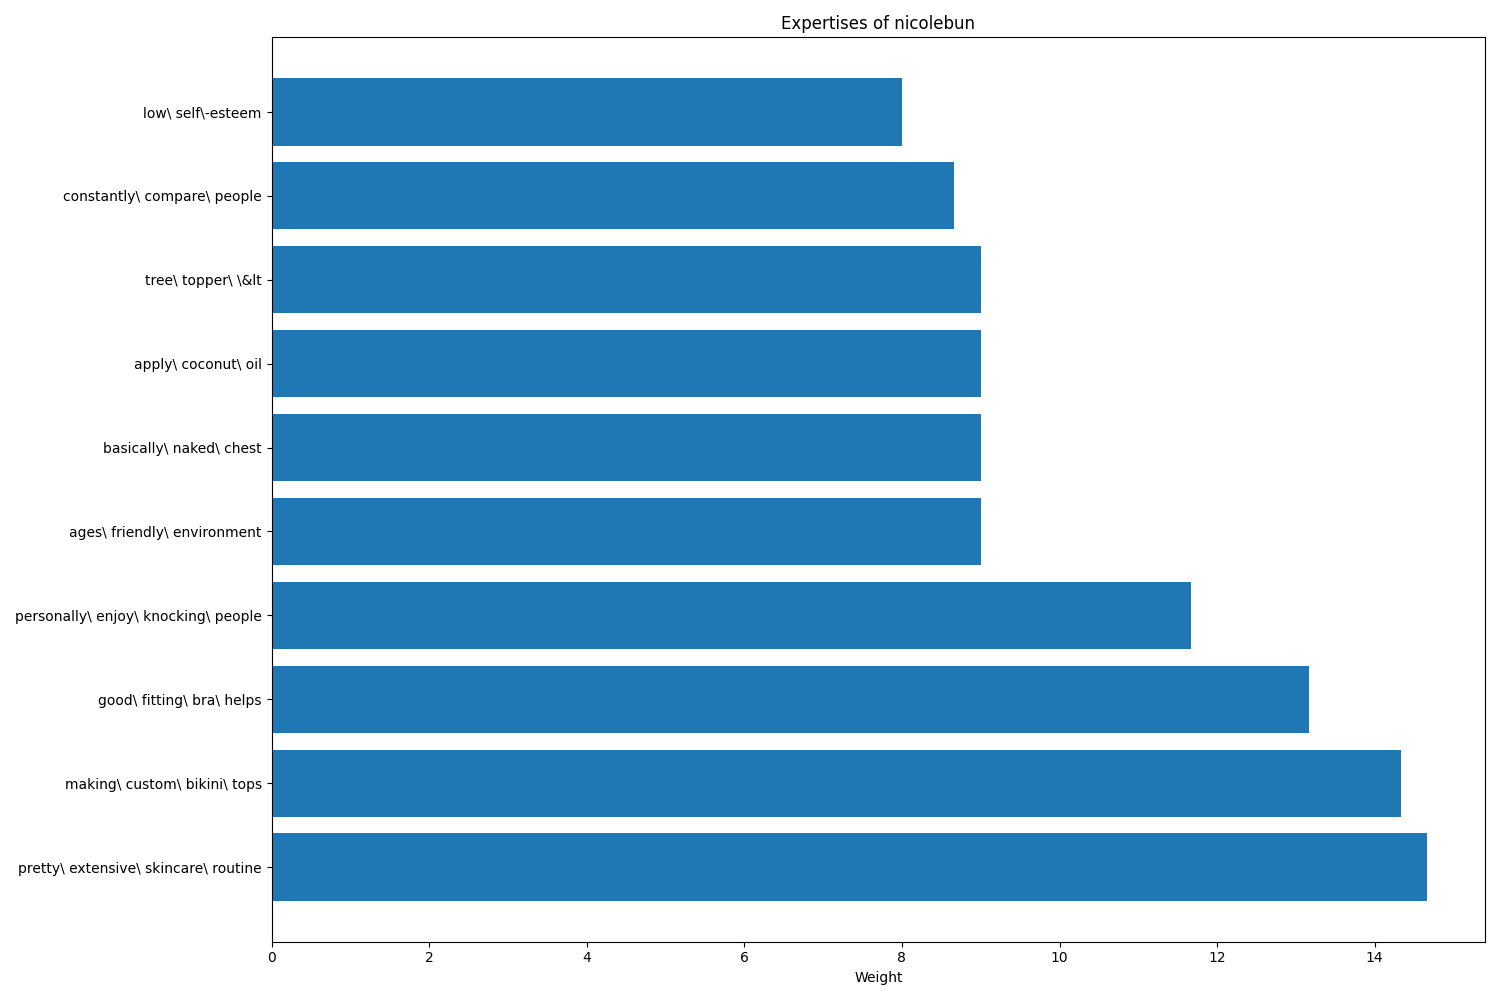 Expertises of nicolebun
low\ self\-esteem
constantly\ compare\ people
tree\ topper\ \&lt
apply\ coconut\ oil
basically\ naked\ chest
ages\ friendly\ environment
personally\ enjoy\ knocking\ people
good\ fitting\ bra\ helps
making\ custom\ bikini\ tops
pretty\ extensive\ skincare\ routine
0 2 4 6 8 10 12 14
Weight